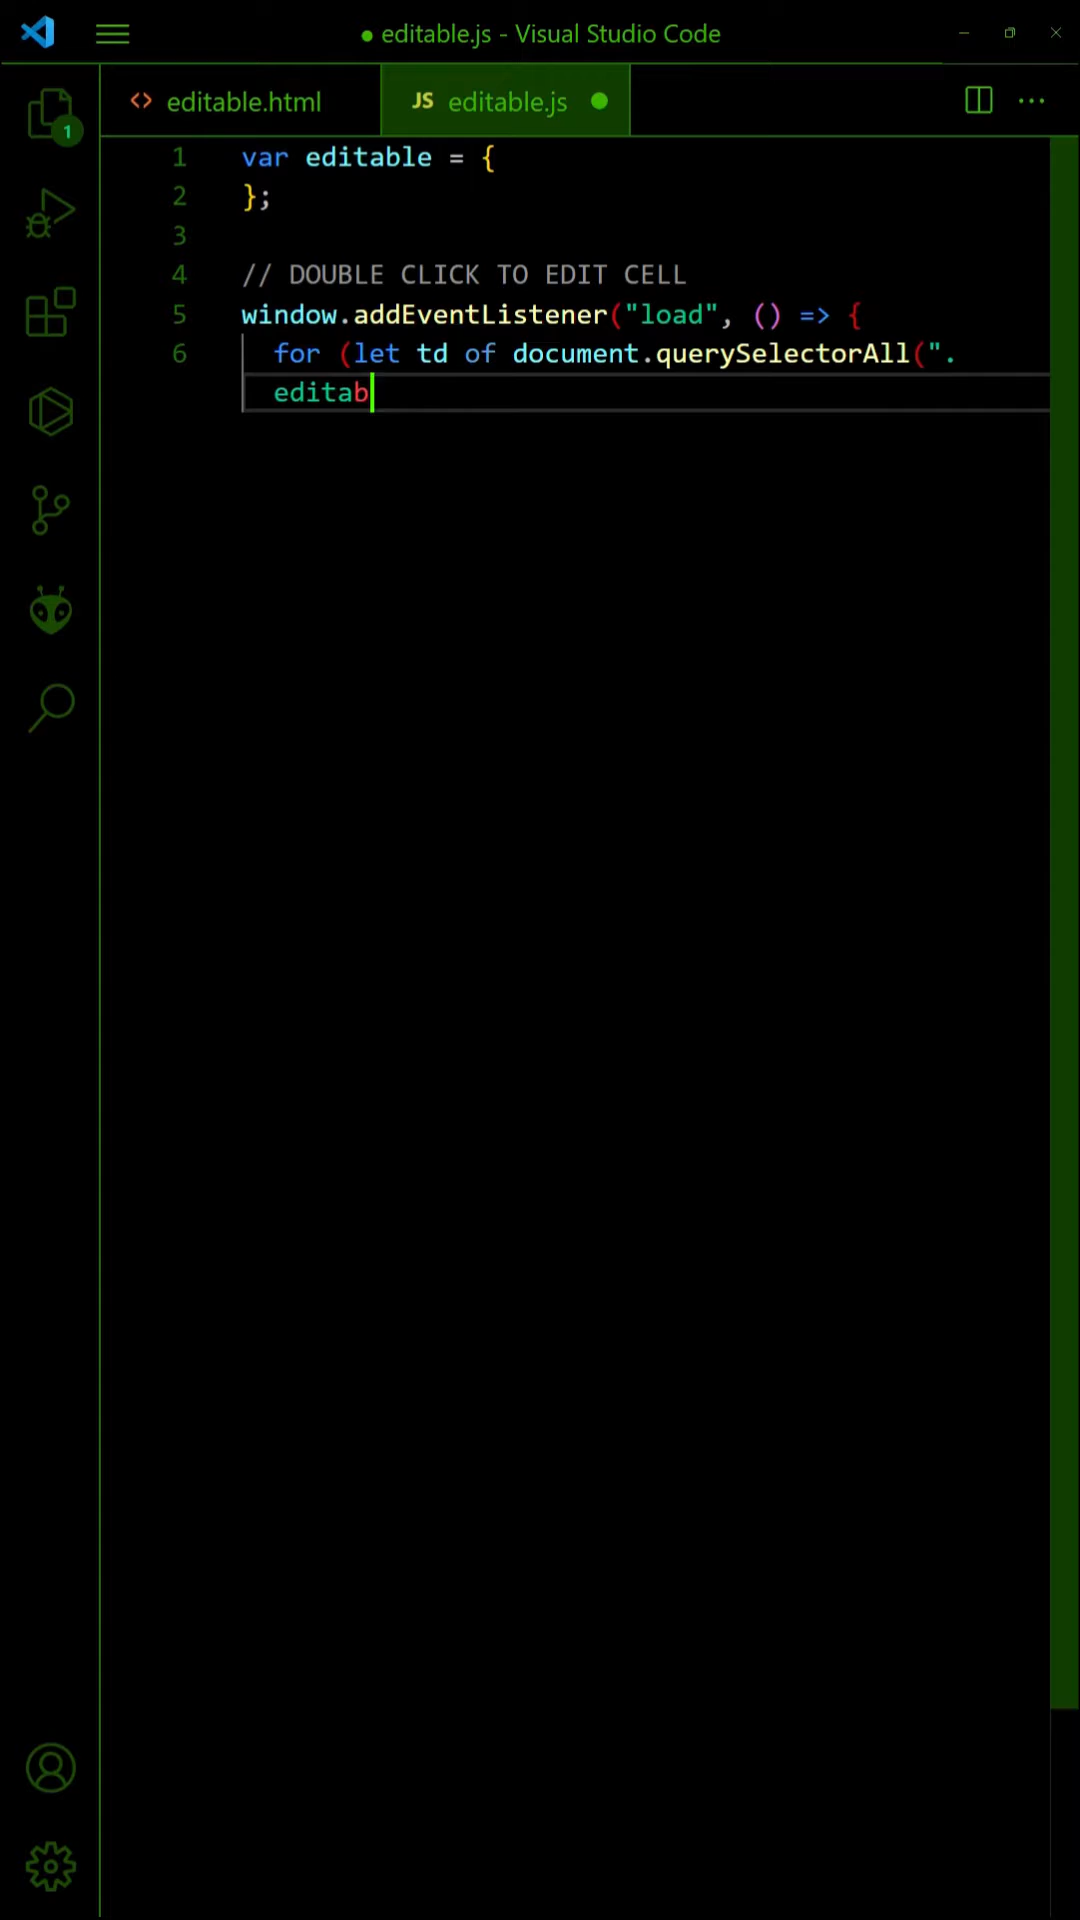 ● editable.js - Visual Studio Code
<> editable.html
JS editable.js ●
1
1 var editable = {
2 };
3
4 // DOUBLE CLICK TO EDIT CELL
5 window.addEventListener("load", () => {
6 for (let td of document.querySelectorAll(".
editab